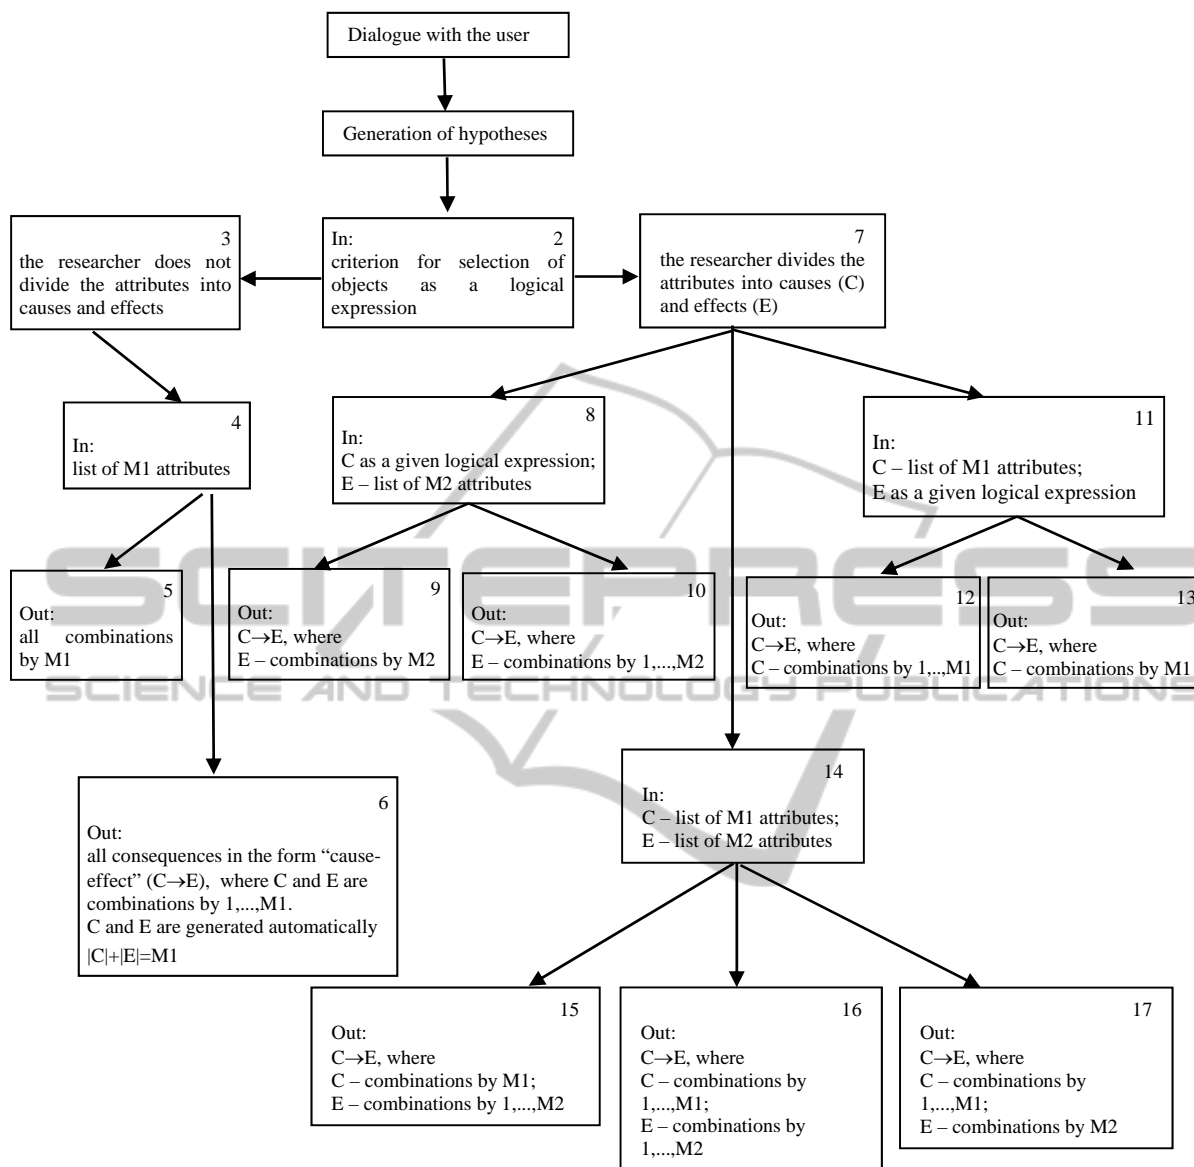 Dialogue with the user
Generation of hypotheses
3
the researcher does not
divide the attributes into
causes and effects
In: 2
criterion for selection of
objects as a logical
expression
7
the researcher divides the
attributes into causes (C)
and effects (E)
4
In:
list of M1 attributes
8
In:
C as a given logical expression;
E – list of M2 attributes
11
In:
C – list of M1 attributes;
E as a given logical expression
5
Out:
all combinations
by M1
9
Out:
C→E, where
E – combinations by M2
10
Out:
C→E, where
E – combinations by 1,...,M2
12
Out:
C→E, where
C – combinations by 1,..,M1
13
Out:
C→E, where
C – combinations by M1
SCITEPRESS
SCIENCE AND TECHNOLOGY PUBLICATIONS
6
Out:
all consequences in the form “cause-
effect” (C→E), where C and E are
combinations by 1,...,M1.
C and E are generated automatically
|C|+|E|=M1
14
In:
C – list of M1 attributes;
E – list of M2 attributes
15
Out:
C→E, where
C – combinations by M1;
E – combinations by 1,...,M2
16
Out:
C→E, where
C – combinations by
1,...,M1;
E – combinations by
1,...,M2
17
Out:
C→E, where
C – combinations by
1,...,M1;
E – combinations by M2